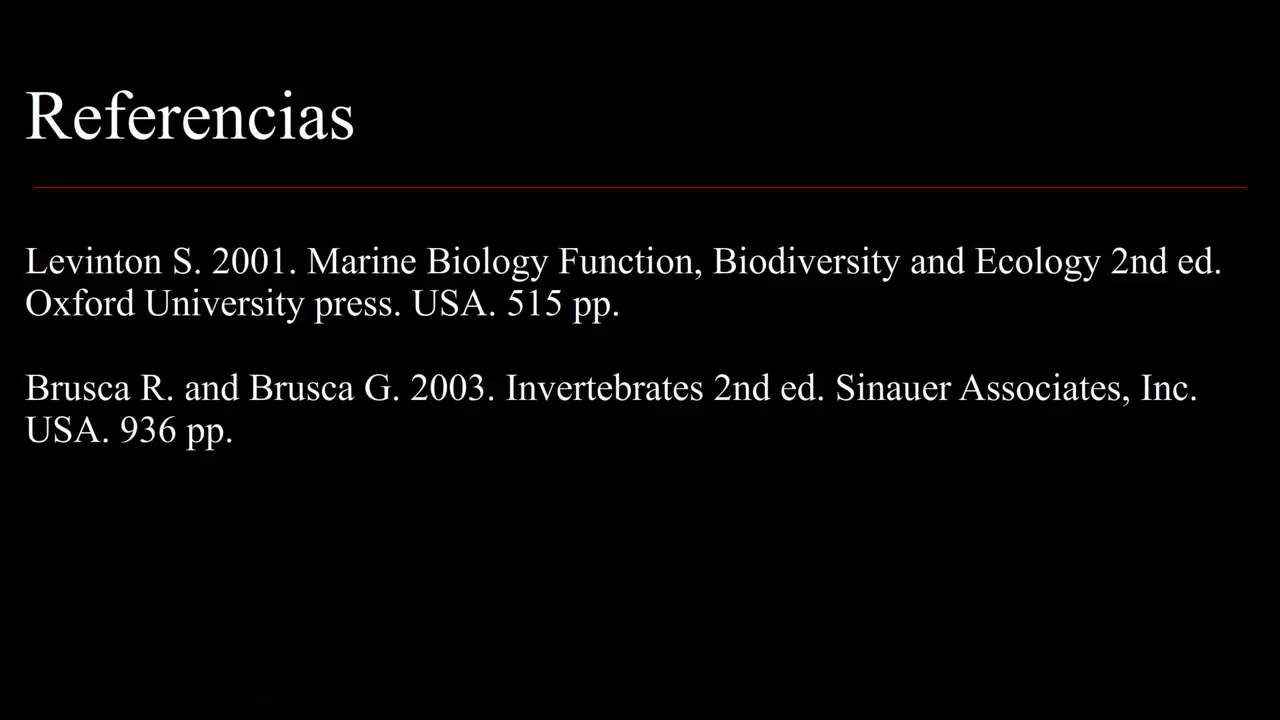 Referencias
Levinton S. 2001. Marine Biology Function, Biodiversity and Ecology 2nd ed.
Oxford University press. USA. 515 pp.
Brusca R. and Brusca G. 2003. Invertebrates 2nd ed. Sinauer Associates, Inc.
USA. 936 pp.